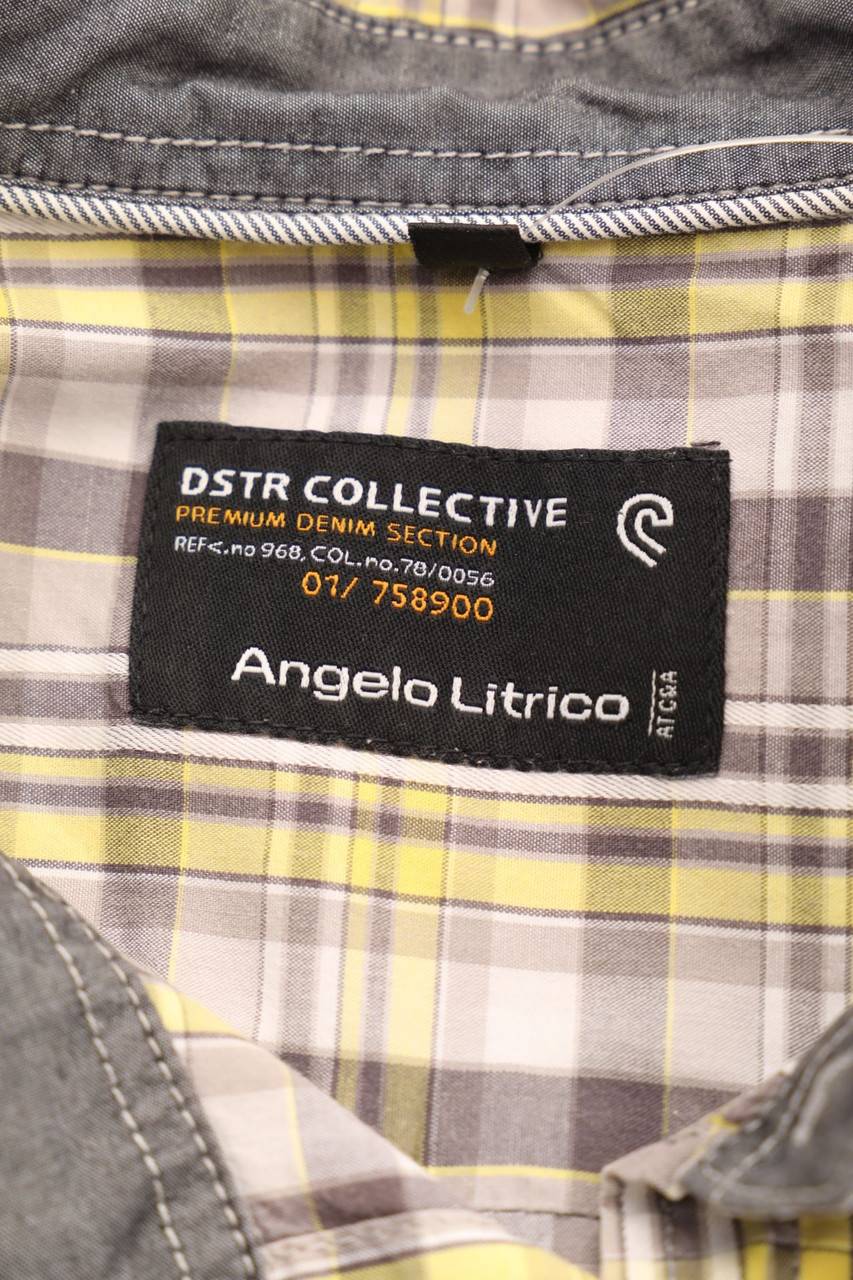 DSTR COLLECTIVE
PREMIUM DENIM SECTION
REF<.no 968, COL.no.78/0056
01/ 758900
Angelo Litrico
AT C&A